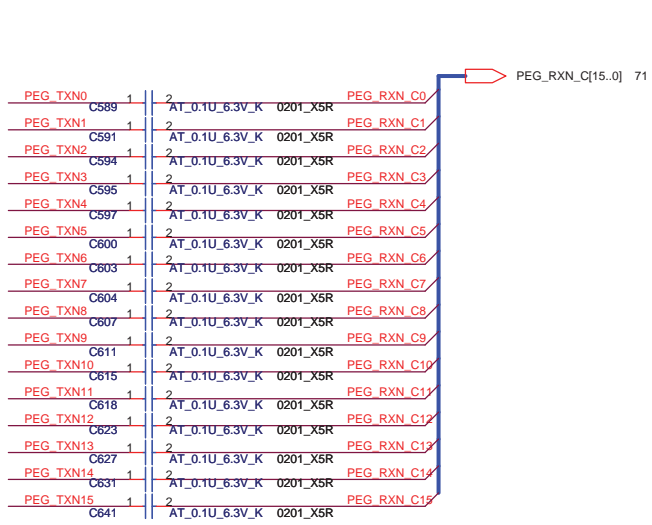 PEG_RXN_C[15..0] 71
PEG_TXN0 1 2 PEG_RXN_C0
C589 AT_0.1U_6.3V_K 0201_X5R
PEG_TXN1 1 2 PEG_RXN_C1
C591 AT_0.1U_6.3V_K 0201_X5R
PEG_TXN2 1 2 PEG_RXN_C2
C594 AT_0.1U_6.3V_K 0201_X5R
PEG_TXN3 1 2 PEG_RXN_C3
C595 AT_0.1U_6.3V_K 0201_X5R
PEG_TXN4 1 2 PEG_RXN_C4
C597 AT_0.1U_6.3V_K 0201_X5R
PEG_TXN5 1 2 PEG_RXN_C5
C600 AT_0.1U_6.3V_K 0201_X5R
PEG_TXN6 1 2 PEG_RXN_C6
C603 AT_0.1U_6.3V_K 0201_X5R
PEG_TXN7 1 2 PEG_RXN_C7
C604 AT_0.1U_6.3V_K 0201_X5R
PEG_TXN8 1 2 PEG_RXN_C8
C607 AT_0.1U_6.3V_K 0201_X5R
PEG_TXN9 1 2 PEG_RXN_C9
C611 AT_0.1U_6.3V_K 0201_X5R
PEG_TXN10 1 2 PEG_RXN_C10
C615 AT_0.1U_6.3V_K 0201_X5R
PEG_TXN11 1 2 PEG_RXN_C11
C618 AT_0.1U_6.3V_K 0201_X5R
PEG_TXN12 1 2 PEG_RXN_C12
C623 AT_0.1U_6.3V_K 0201_X5R
PEG_TXN13 1 2 PEG_RXN_C13
C627 AT_0.1U_6.3V_K 0201_X5R
PEG_TXN14 1 2 PEG_RXN_C14
C631 AT_0.1U_6.3V_K 0201_X5R
PEG_TXN15 1 2 PEG_RXN_C15
C641 AT_0.1U_6.3V_K 0201_X5R